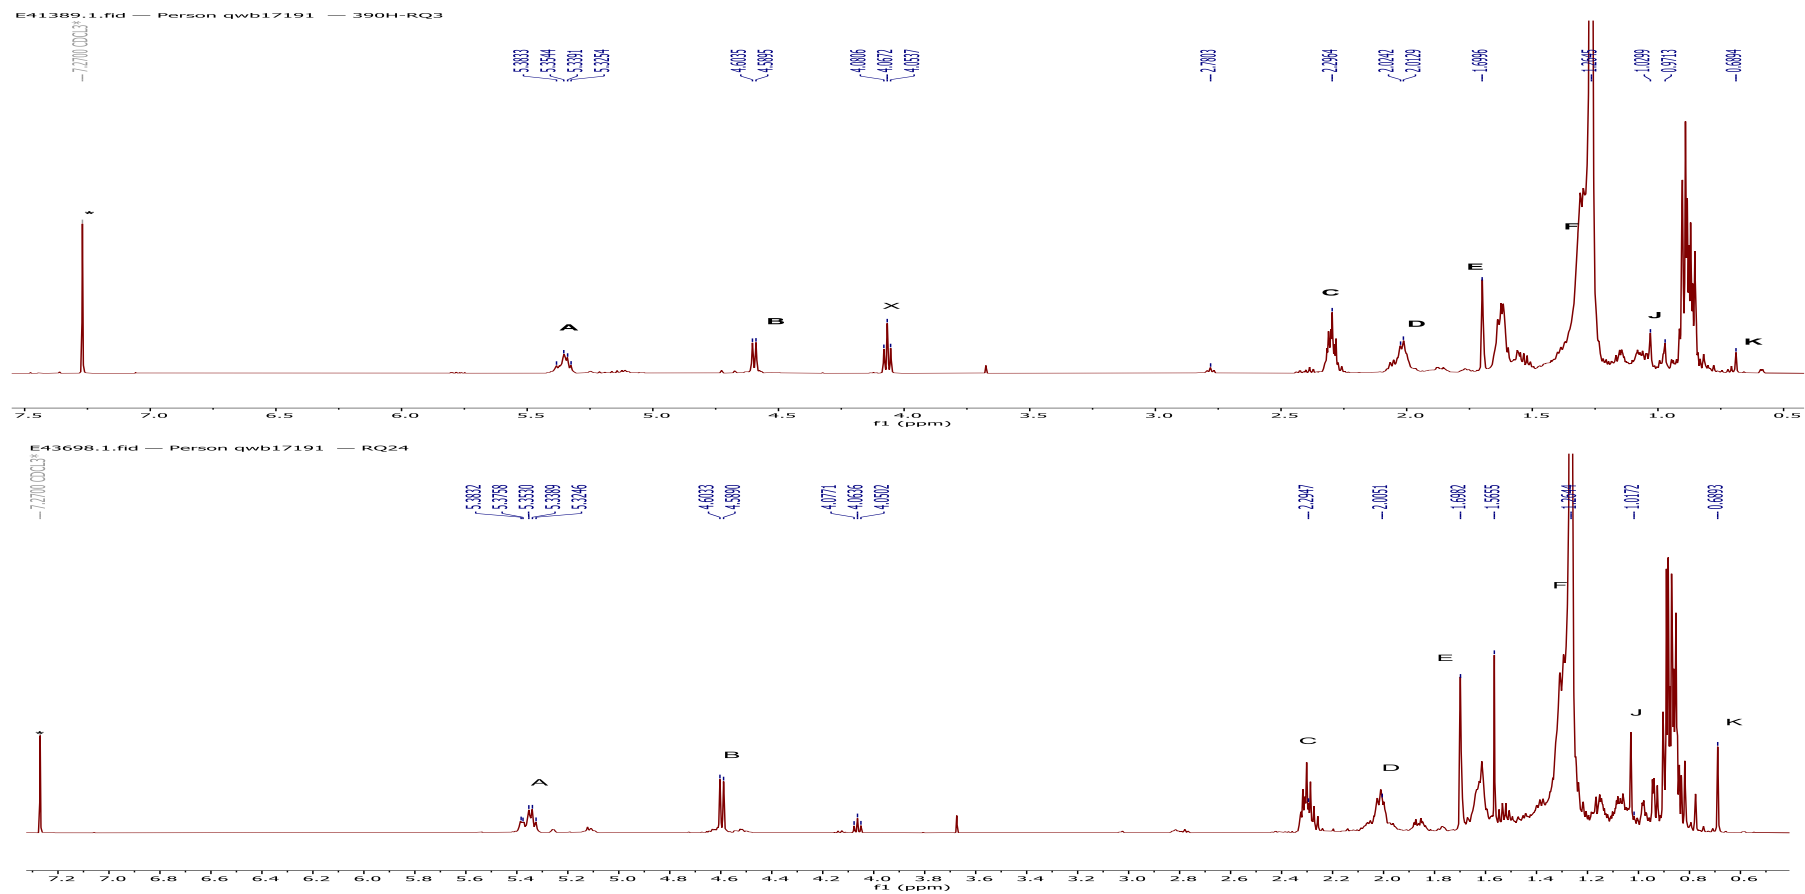 E41389.1.fid — Person qwb17191 — 390H-RQ3
7.2700 CDCL3*
5.3833
5.3544
5.3391
5.3254
4.6035
4.5895
4.0806
4.0672
4.0537
2.7803
2.2964
2.0242
2.0129
1.6996
1.2645
1.0299
0.9713
0.6894
*
A
B
X
C
D
E
F
J
K
7.5 7.0 6.5 6.0 5.5 5.0 4.5 4.0 3.5 3.0 2.5 2.0 1.5 1.0 0.5
f1 (ppm)
E43698.1.fid — Person qwb17191 — RQ24
7.2700 CDCL3*
5.3832
5.3758
5.3530
5.3389
5.3246
4.6033
4.5890
4.0771
4.0636
4.0502
2.2947
2.0051
1.6982
1.5655
1.2644
1.0172
0.6893
*
A
B
C
D
E
F
J
K
7.2 7.0 6.8 6.6 6.4 6.2 6.0 5.8 5.6 5.4 5.2 5.0 4.8 4.6 4.4 4.2 4.0 3.8 3.6 3.4 3.2 3.0 2.8 2.6 2.4 2.2 2.0 1.8 1.6 1.4 1.2 1.0 0.8 0.6
f1 (ppm)